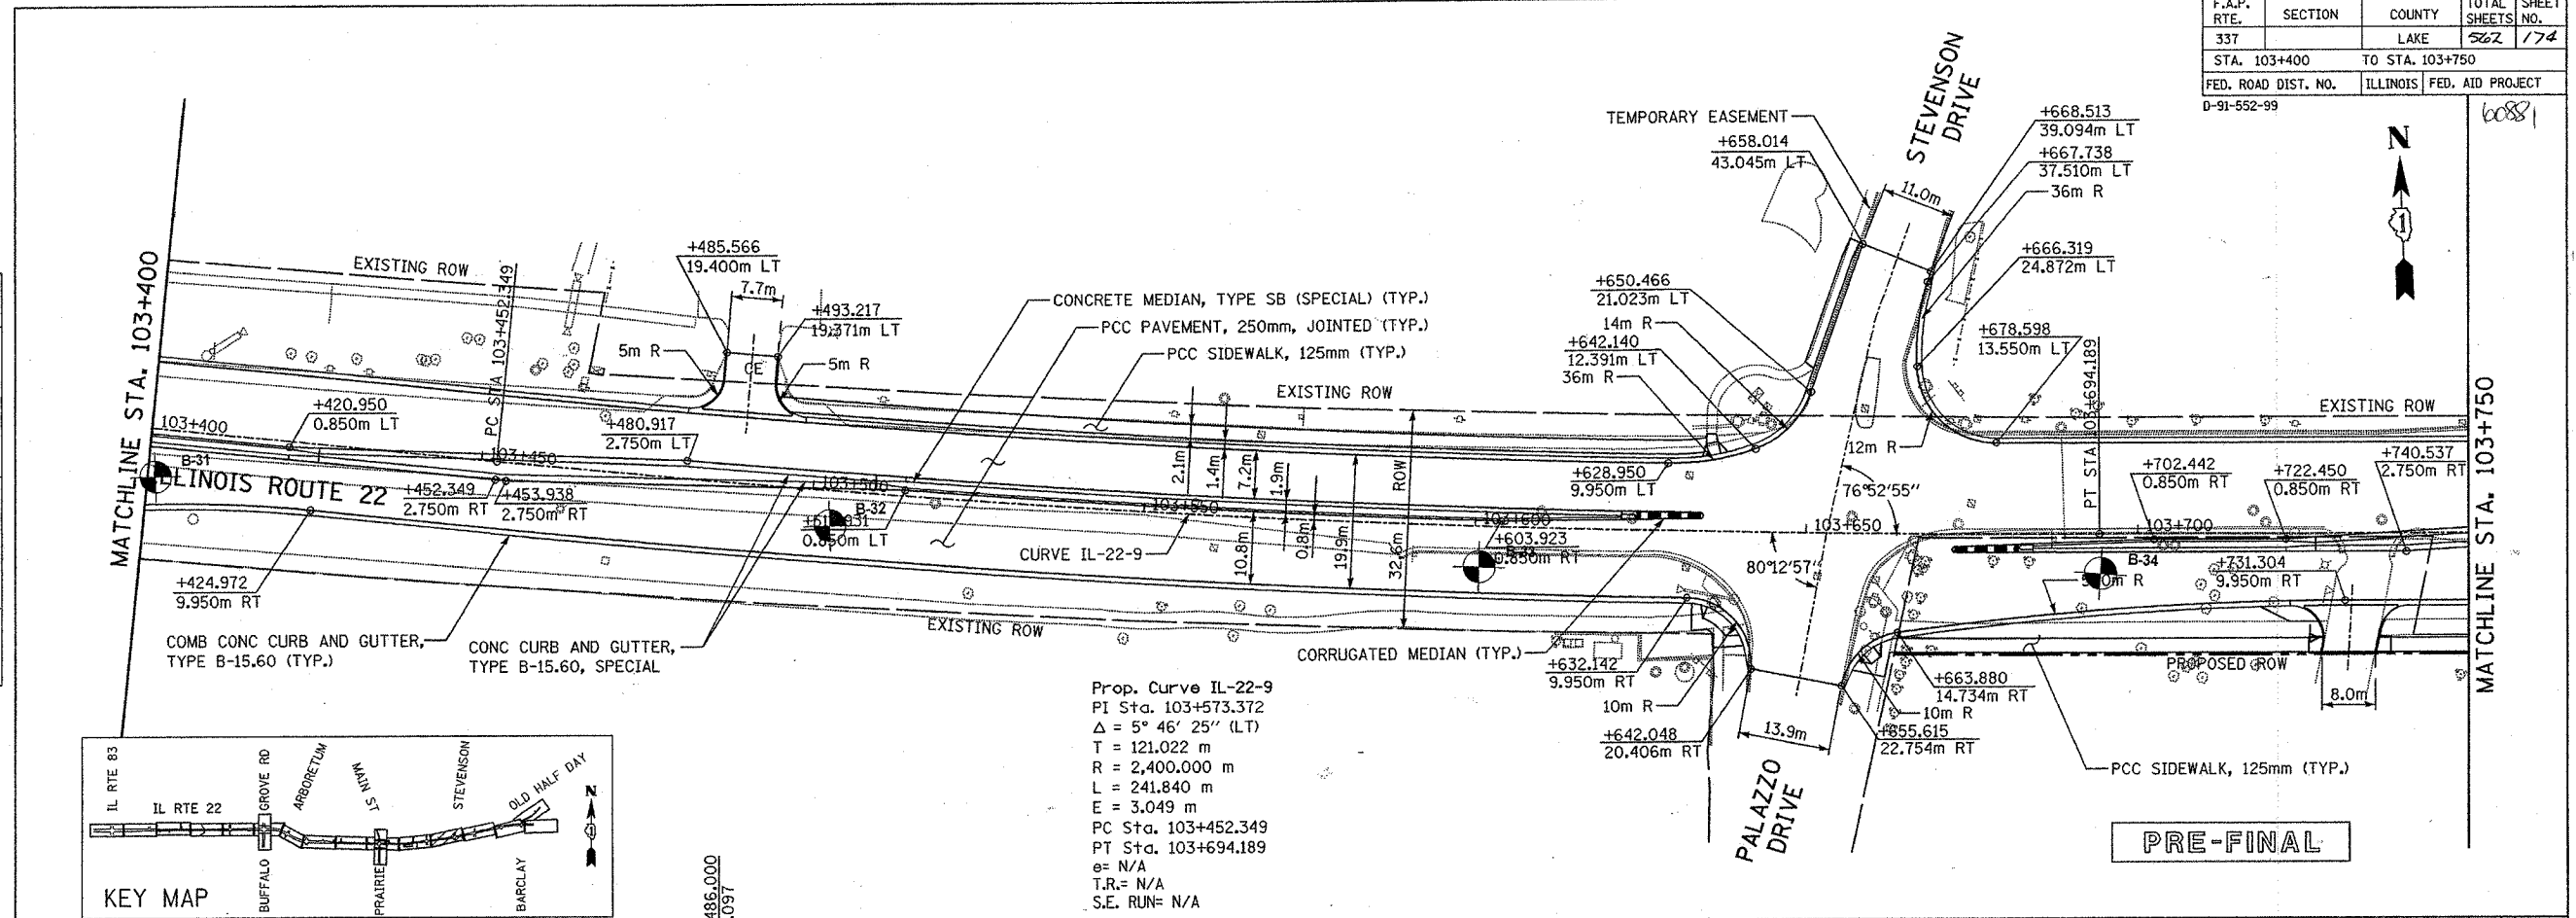 F.A.P. RTE. SECTION COUNTY TOTAL SHEETS SHEET NO.
337 LAKE 562 174
STA. 103+400 TO STA. 103+750
FED. ROAD DIST. NO. ILLINOIS FED. AID PROJECT
D-91-552-99
60881
N
STEVENSON DRIVE
TEMPORARY EASEMENT
+658.014
43.045m LT
11.0m
+668.513
39.094m LT
+667.738
37.510m LT
36m R
+666.319
24.872m LT
+678.598
13.550m LT
+650.466
21.023m LT
14m R
+642.140
12.391m LT
36m R
12m R
MATCHLINE STA. 103+400
EXISTING ROW
PC STA 103+452.349
+485.566
19.400m LT
7.7m
+493.217
19.371m LT
5m R
CE
5m R
CONCRETE MEDIAN, TYPE SB (SPECIAL) (TYP.)
PCC PAVEMENT, 250mm, JOINTED (TYP.)
PCC SIDEWALK, 125mm (TYP.)
EXISTING ROW
EXISTING ROW
PT STA 103+694.189
MATCHLINE STA. 103+750
103+400
+420.950
0.850m LT
103+450
+480.917
2.750m LT
B-31
ILLINOIS ROUTE 22
+452.349
2.750m RT
+453.938
2.750m RT
103+500
B-32
0.850m LT
2.1m
1.4m
7.2m
1.9m
ROW
103+550
CURVE IL-22-9
10.8m
0.8m
19.9m
32.6m
+628.950
9.950m LT
103+600
+603.923
0.850m RT
103+650
76°52'55"
80°12'57"
+702.442
0.850m RT
+722.450
0.850m RT
+740.537
2.750m RT
103+700
B-34
+731.304
9.950m RT
+424.972
9.950m RT
COMB CONC CURB AND GUTTER,
TYPE B-15.60 (TYP.)
CONC CURB AND GUTTER,
TYPE B-15.60, SPECIAL
EXISTING ROW
CORRUGATED MEDIAN (TYP.)
+632.142
9.950m RT
10m R
+642.048
20.406m RT
13.9m
PALAZZO DRIVE
+663.880
14.734m RT
10m R
+655.615
22.754m RT
PROPOSED ROW
8.0m
PCC SIDEWALK, 125mm (TYP.)
Prop. Curve IL-22-9
PI Sta. 103+573.372
Δ = 5° 46' 25" (LT)
T = 121.022 m
R = 2,400.000 m
L = 241.840 m
E = 3.049 m
PC Sta. 103+452.349
PT Sta. 103+694.189
e= N/A
T.R.= N/A
S.E. RUN= N/A
PRE-FINAL
IL RTE 83
IL RTE 22
BUFFALO GROVE RD
ARBORETUM
MAIN ST
PRAIRIE
STEVENSON
OLD HALF DAY
BARCLAY
N
KEY MAP
486.000
.097